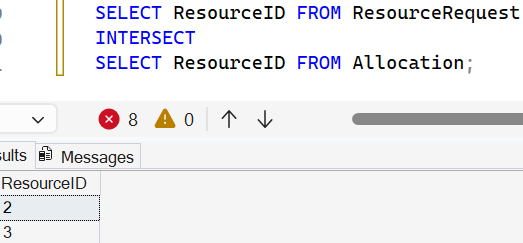 SELECT ResourceID FROM ResourceRequest
INTERSECT
SELECT ResourceID FROM Allocation;
8 0
Messages
ResourceID
2
3